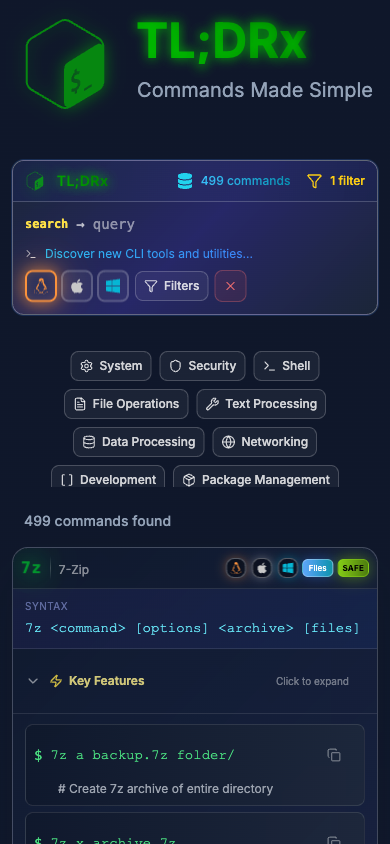 TL;DRx
Commands Made Simple
TL;DRx 499 commands 1 filter
search → query
>_ Discover new CLI tools and utilities...
Filters
System Security Shell
File Operations Text Processing
Data Processing Networking
Development Package Management
499 commands found
7z 7-Zip Files SAFE
SYNTAX
7z <command> [options] <archive> [files]
Key Features Click to expand
$ 7z a backup.7z folder/
# Create 7z archive of entire directory
$ 7z x archive.7z